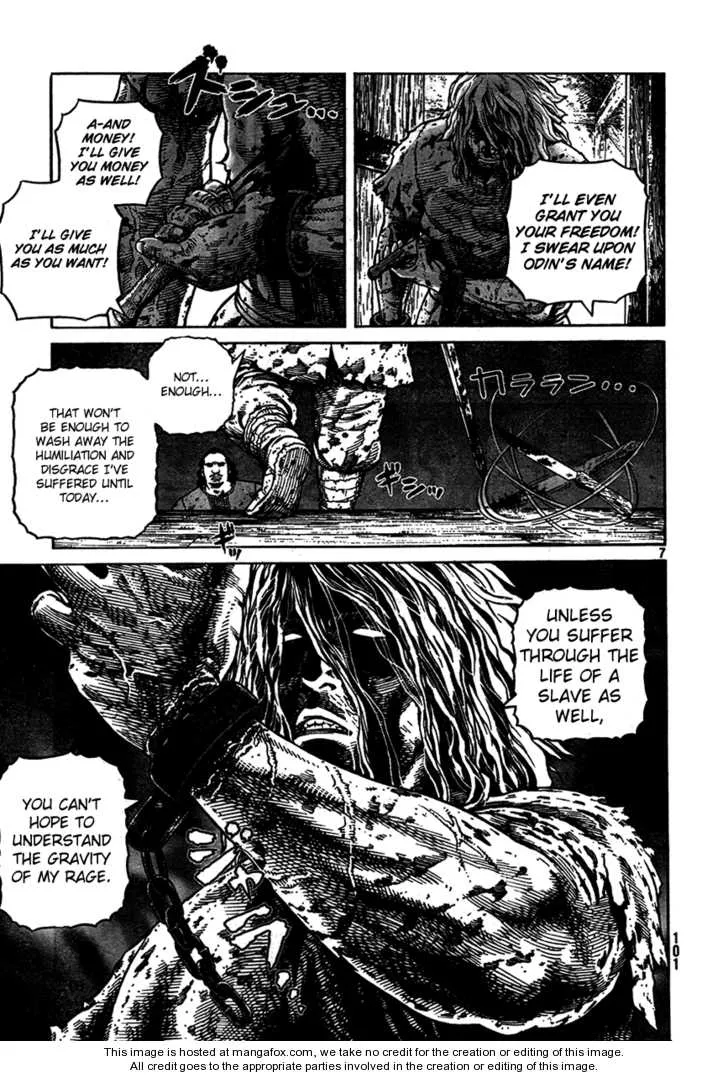 I'LL EVEN
GRANT YOU
YOUR FREEDOM!
I SWEAR UPON
ODIN'S NAME!
ズシュ...
A-AND
MONEY!
I'LL GIVE
YOU MONEY
AS WELL!
I'LL GIVE
YOU AS MUCH
AS YOU WANT!
カララン...
ギシ...
NOT...
ENOUGH...
THAT WON'T
BE ENOUGH TO
WASH AWAY THE
HUMILIATION AND
DISGRACE I'VE
SUFFERED UNTIL
TODAY...
ギシ
7
UNLESS
YOU SUFFER
THROUGH THE
LIFE OF A
SLAVE AS
WELL,
YOU CAN'T
HOPE TO
UNDERSTAND
THE GRAVITY
OF MY RAGE.
ジャハ
101
This image is hosted at mangafox.com, we take no credit for the creation or editing of this image.
All credit goes to the appropriate parties involved in the creation or editing of this image.